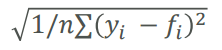 √1/n∑(yᵢ − fᵢ)²